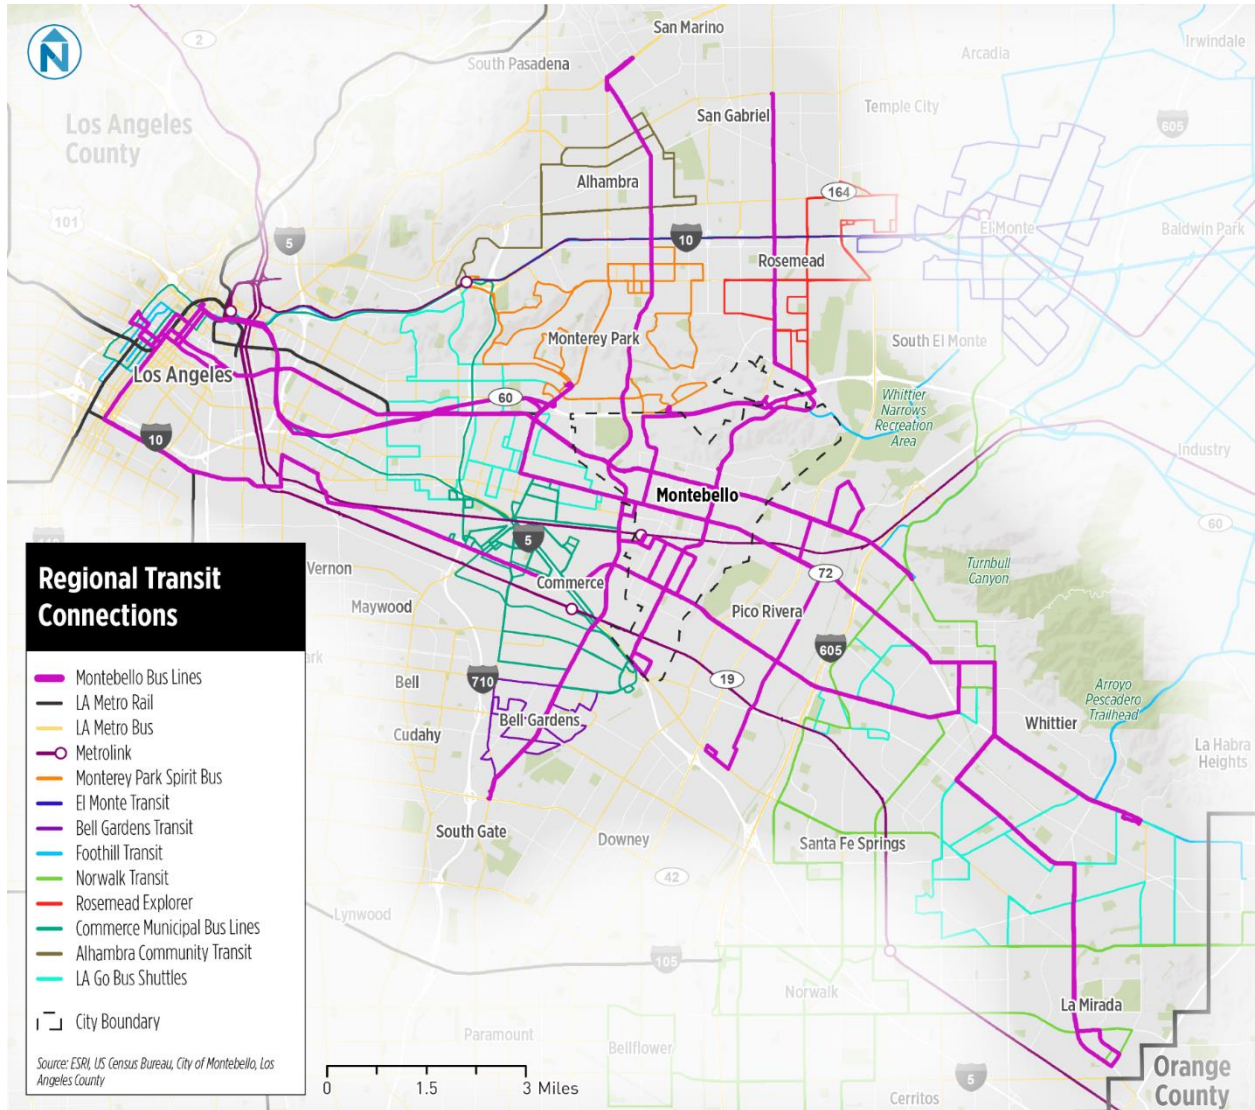 N
San Marino
2
South Pasadena
Arcadia
Irwindale
Temple City
San Gabriel
605
Los Angeles
County
Alhambra
164
101
5
10
El Monte
Baldwin Park
Rosemead
Monterey Park
South El Monte
Los Angeles
60
Whittier
Narrows
Recreation
Area
10
Industry
Montebello
60
5
Regional Transit
Connections
Vernon
Commerce
72
Turnbull
Canyon
Maywood
Pico Rivera
605
Bell
710
19
Arroyo
Pescadero
Trailhead
Bell Gardens
Whittier
Cudahy
La Habra
Heights
South Gate
Downey
Santa Fe Springs
42
Lynwood
105
Norwalk
La Mirada
Paramount
Bellflower
Orange
County
5
Cerritos
Montebello Bus Lines
LA Metro Rail
LA Metro Bus
Metrolink
Monterey Park Spirit Bus
El Monte Transit
Bell Gardens Transit
Foothill Transit
Norwalk Transit
Rosemead Explorer
Commerce Municipal Bus Lines
Alhambra Community Transit
LA Go Bus Shuttles
City Boundary
Source: ESRI, US Census Bureau, City of Montebello, Los
Angeles County
0 1.5 3 Miles